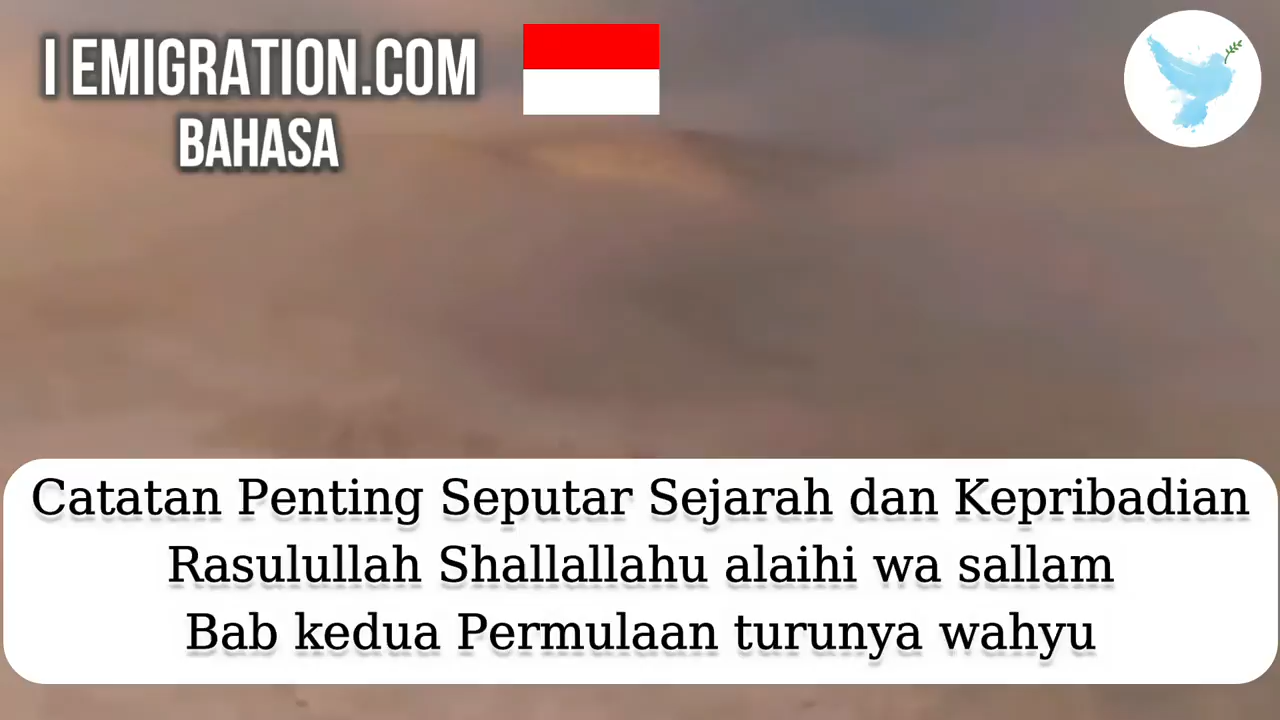 I EMIGRATION.COM
BAHASA
Catatan Penting Seputar Sejarah dan Kepribadian
Rasulullah Shallallahu alaihi wa sallam
Bab kedua Permulaan turunya wahyu